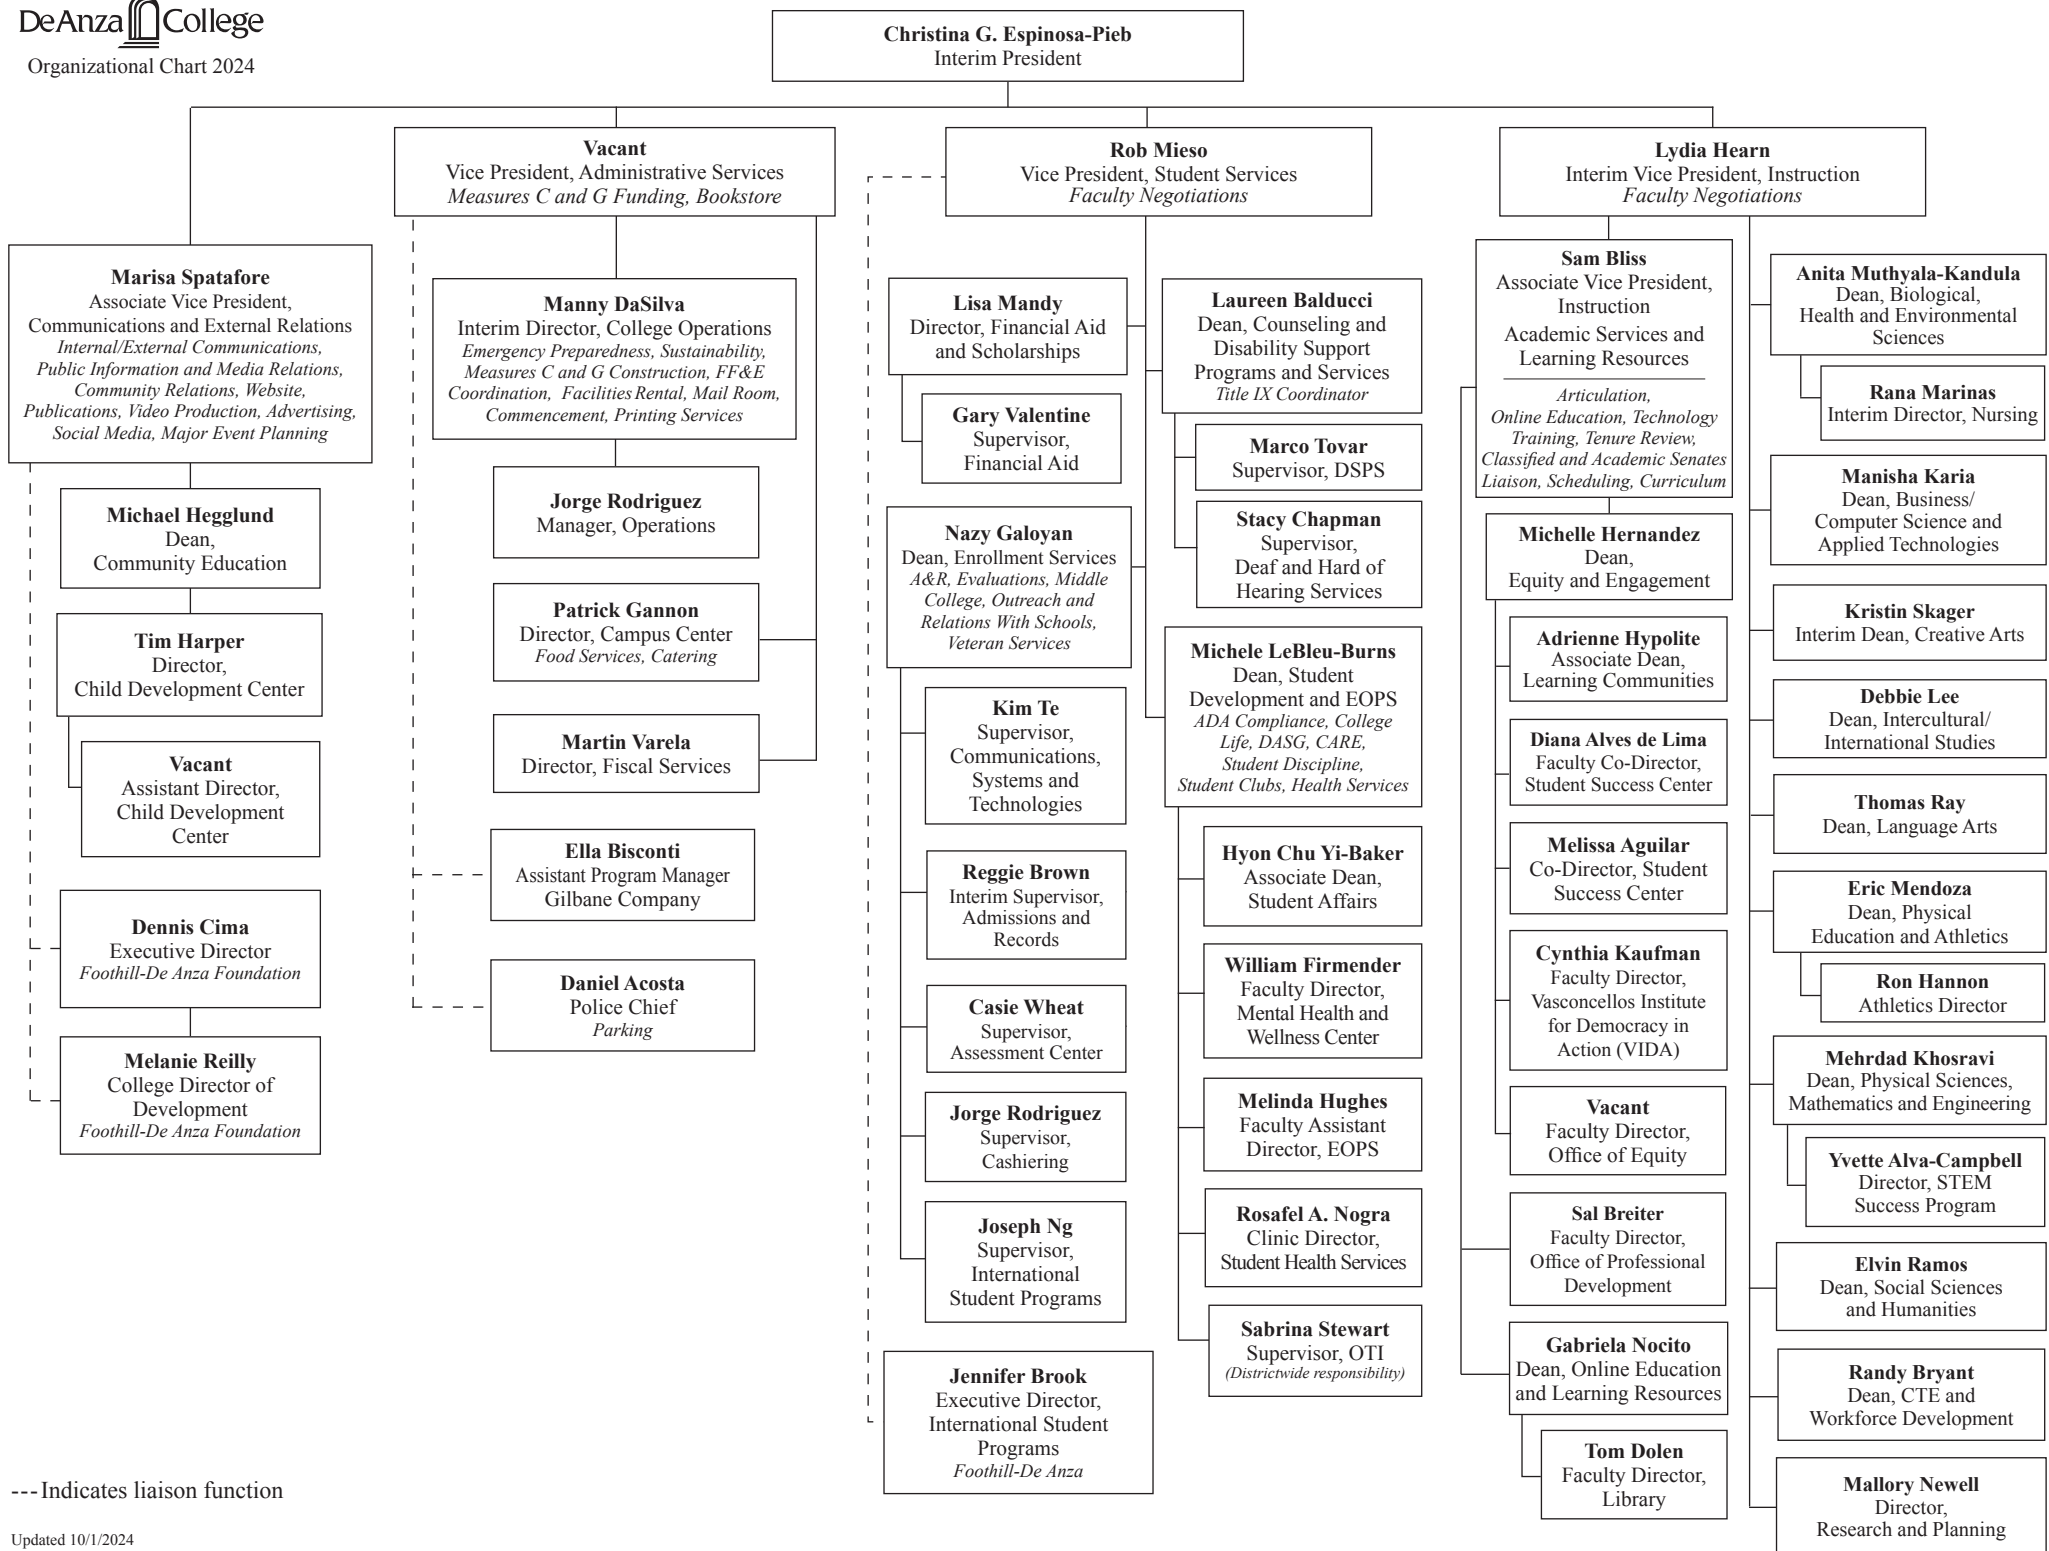 DeAnza College
Organizational Chart 2024
Christina G. Espinosa-Pieb
Interim President
Marisa Spatafore
Associate Vice President,
Communications and External Relations
Internal/External Communications,
Public Information and Media Relations,
Community Relations, Website,
Publications, Video Production, Advertising,
Social Media, Major Event Planning
Michael Hegglund
Dean,
Community Education
Tim Harper
Director,
Child Development Center
Vacant
Assistant Director,
Child Development
Center
Dennis Cima
Executive Director
Foothill-De Anza Foundation
Melanie Reilly
College Director of
Development
Foothill-De Anza Foundation
Vacant
Vice President, Administrative Services
Measures C and G Funding, Bookstore
Manny DaSilva
Interim Director, College Operations
Emergency Preparedness, Sustainability,
Measures C and G Construction, FF&E
Coordination, Facilities Rental, Mail Room,
Commencement, Printing Services
Jorge Rodriguez
Manager, Operations
Patrick Gannon
Director, Campus Center
Food Services, Catering
Martin Varela
Director, Fiscal Services
Ella Bisconti
Assistant Program Manager
Gilbane Company
Daniel Acosta
Police Chief
Parking
Rob Mieso
Vice President, Student Services
Faculty Negotiations
Lisa Mandy
Director, Financial Aid
and Scholarships
Gary Valentine
Supervisor,
Financial Aid
Nazy Galoyan
Dean, Enrollment Services
A&R, Evaluations, Middle
College, Outreach and
Relations With Schools,
Veteran Services
Kim Te
Supervisor,
Communications,
Systems and
Technologies
Reggie Brown
Interim Supervisor,
Admissions and
Records
Casie Wheat
Supervisor,
Assessment Center
Jorge Rodriguez
Supervisor,
Cashiering
Joseph Ng
Supervisor,
International
Student Programs
Jennifer Brook
Executive Director,
International Student
Programs
Foothill-De Anza
Laureen Balducci
Dean, Counseling and
Disability Support
Programs and Services
Title IX Coordinator
Marco Tovar
Supervisor, DSPS
Stacy Chapman
Supervisor,
Deaf and Hard of
Hearing Services
Michele LeBleu-Burns
Dean, Student
Development and EOPS
ADA Compliance, College
Life, DASG, CARE,
Student Discipline,
Student Clubs, Health Services
Hyon Chu Yi-Baker
Associate Dean,
Student Affairs
William Firmender
Faculty Director,
Mental Health and
Wellness Center
Melinda Hughes
Faculty Assistant
Director, EOPS
Rosafel A. Nogra
Clinic Director,
Student Health Services
Sabrina Stewart
Supervisor, OTI
(Districtwide responsibility)
Lydia Hearn
Interim Vice President, Instruction
Faculty Negotiations
Sam Bliss
Associate Vice President,
Instruction
Academic Services and
Learning Resources
Articulation,
Online Education, Technology
Training, Tenure Review,
Classified and Academic Senates
Liaison, Scheduling, Curriculum
Michelle Hernandez
Dean,
Equity and Engagement
Adrienne Hypolite
Associate Dean,
Learning Communities
Diana Alves de Lima
Faculty Co-Director,
Student Success Center
Melissa Aguilar
Co-Director, Student
Success Center
Cynthia Kaufman
Faculty Director,
Vasconcellos Institute
for Democracy in
Action (VIDA)
Vacant
Faculty Director,
Office of Equity
Sal Breiter
Faculty Director,
Office of Professional
Development
Gabriela Nocito
Dean, Online Education
and Learning Resources
Tom Dolen
Faculty Director,
Library
Anita Muthyala-Kandula
Dean, Biological,
Health and Environmental
Sciences
Rana Marinas
Interim Director, Nursing
Manisha Karia
Dean, Business/
Computer Science and
Applied Technologies
Kristin Skager
Interim Dean, Creative Arts
Debbie Lee
Dean, Intercultural/
International Studies
Thomas Ray
Dean, Language Arts
Eric Mendoza
Dean, Physical
Education and Athletics
Ron Hannon
Athletics Director
Mehrdad Khosravi
Dean, Physical Sciences,
Mathematics and Engineering
Yvette Alva-Campbell
Director, STEM
Success Program
Elvin Ramos
Dean, Social Sciences
and Humanities
Randy Bryant
Dean, CTE and
Workforce Development
Mallory Newell
Director,
Research and Planning
---Indicates liaison function
Updated 10/1/2024